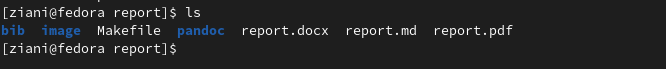 [ziani@fedora report]$ ls
bib image Makefile pandoc report.docx report.md report.pdf
[ziani@fedora report]$